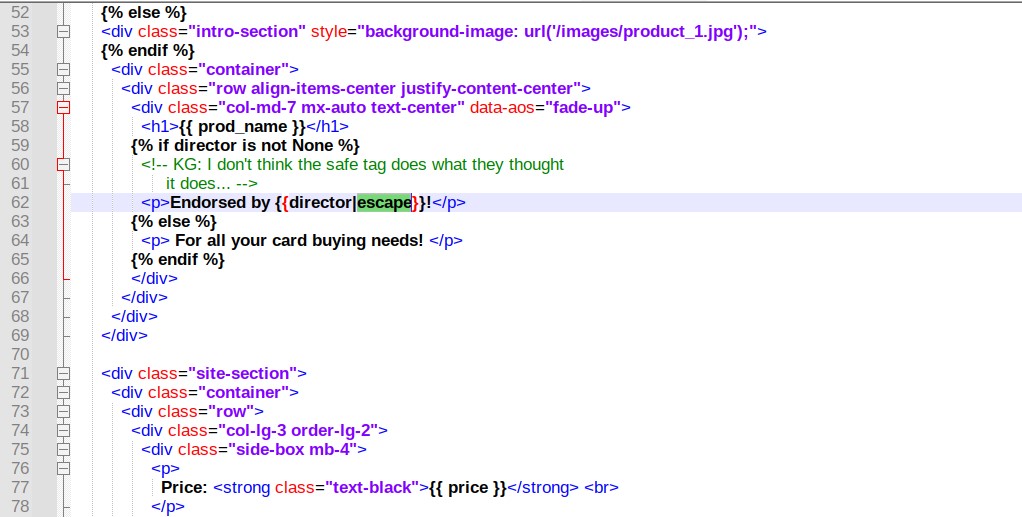 52 {% else %}
53 <div class="intro-section" style="background-image: url('/images/product_1.jpg');">
54 {% endif %}
55 <div class="container">
56 <div class="row align-items-center justify-content-center">
57 <div class="col-md-7 mx-auto text-center" data-aos="fade-up">
58 <h1>{{ prod_name }}</h1>
59 {% if director is not None %}
60 <!-- KG: I don't think the safe tag does what they thought
61 it does... -->
62 <p>Endorsed by {{director|escape}}!</p>
63 {% else %}
64 <p> For all your card buying needs! </p>
65 {% endif %}
66 </div>
67 </div>
68 </div>
69 </div>
70
71 <div class="site-section">
72 <div class="container">
73 <div class="row">
74 <div class="col-lg-3 order-lg-2">
75 <div class="side-box mb-4">
76 <p>
77 Price: <strong class="text-black">{{ price }}</strong> <br>
78 </p>